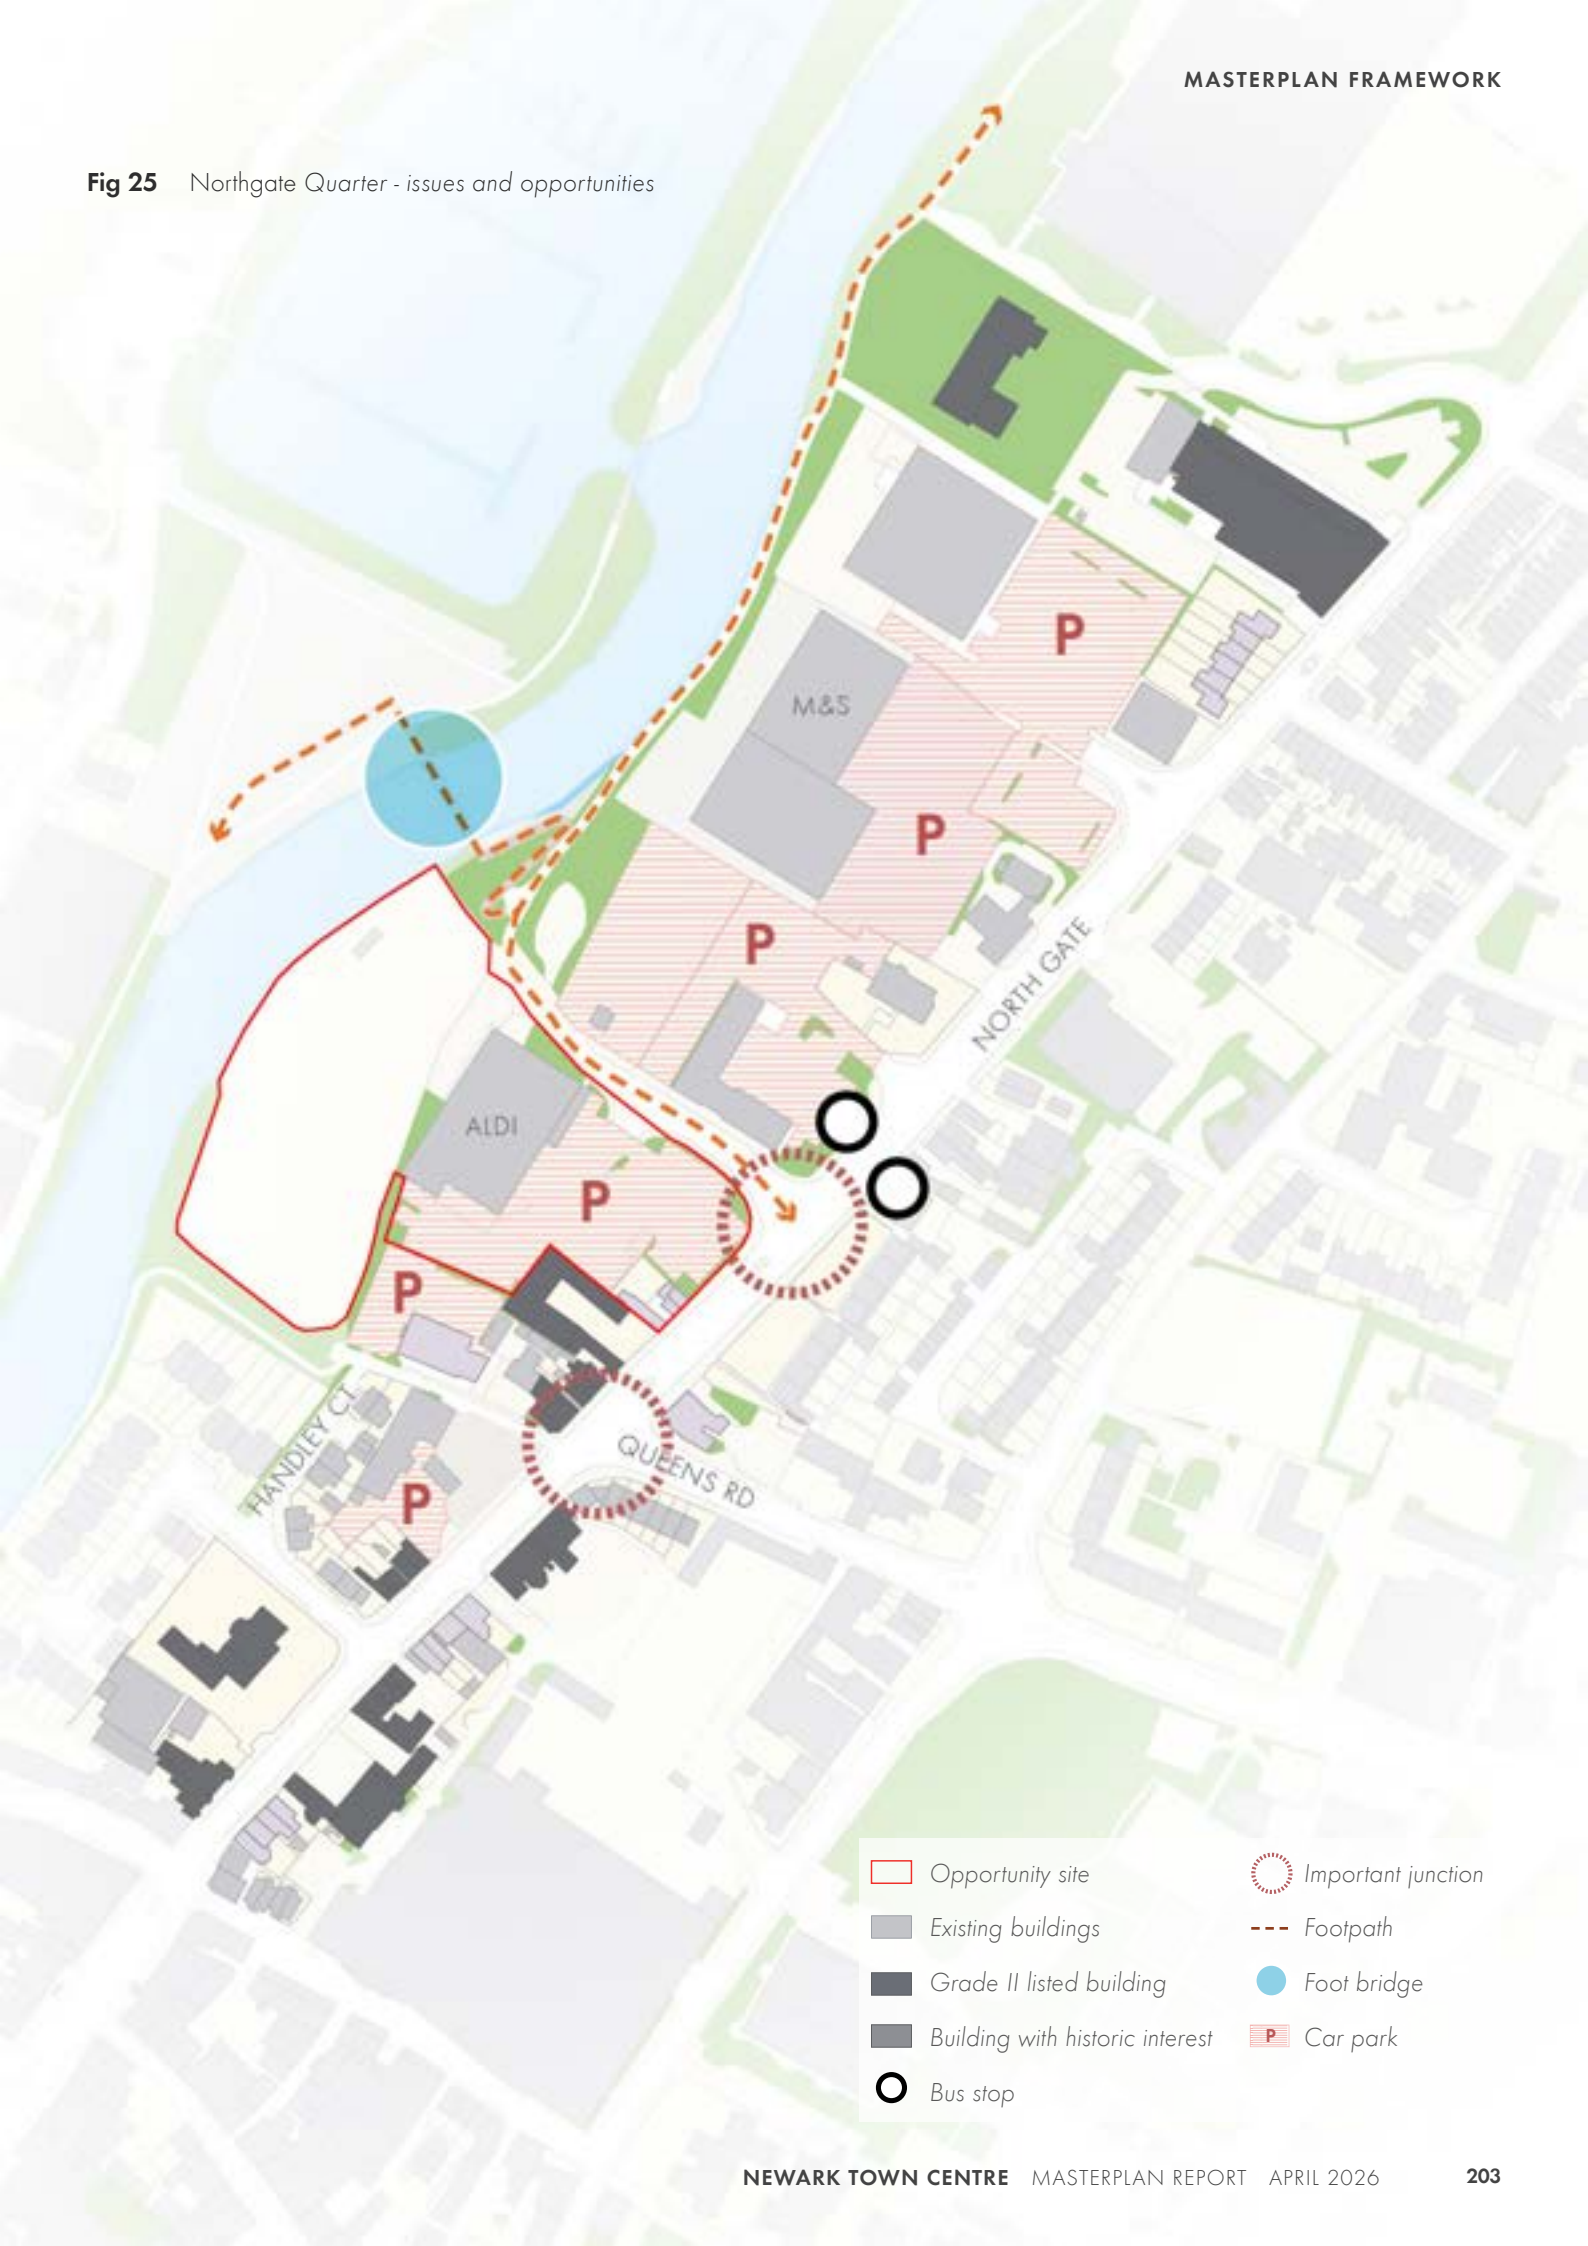 MASTERPLAN FRAMEWORK
Fig 25 Northgate Quarter - issues and opportunities
P
M&S
P
P
NORTH GATE
ALDI
P
P
HANDLEY CT
QUEENS RD
P
Opportunity site
Existing buildings
Grade II listed building
Building with historic interest
Bus stop
Important junction
Footpath
Foot bridge
P Car park
NEWARK TOWN CENTRE MASTERPLAN REPORT APRIL 2026 203